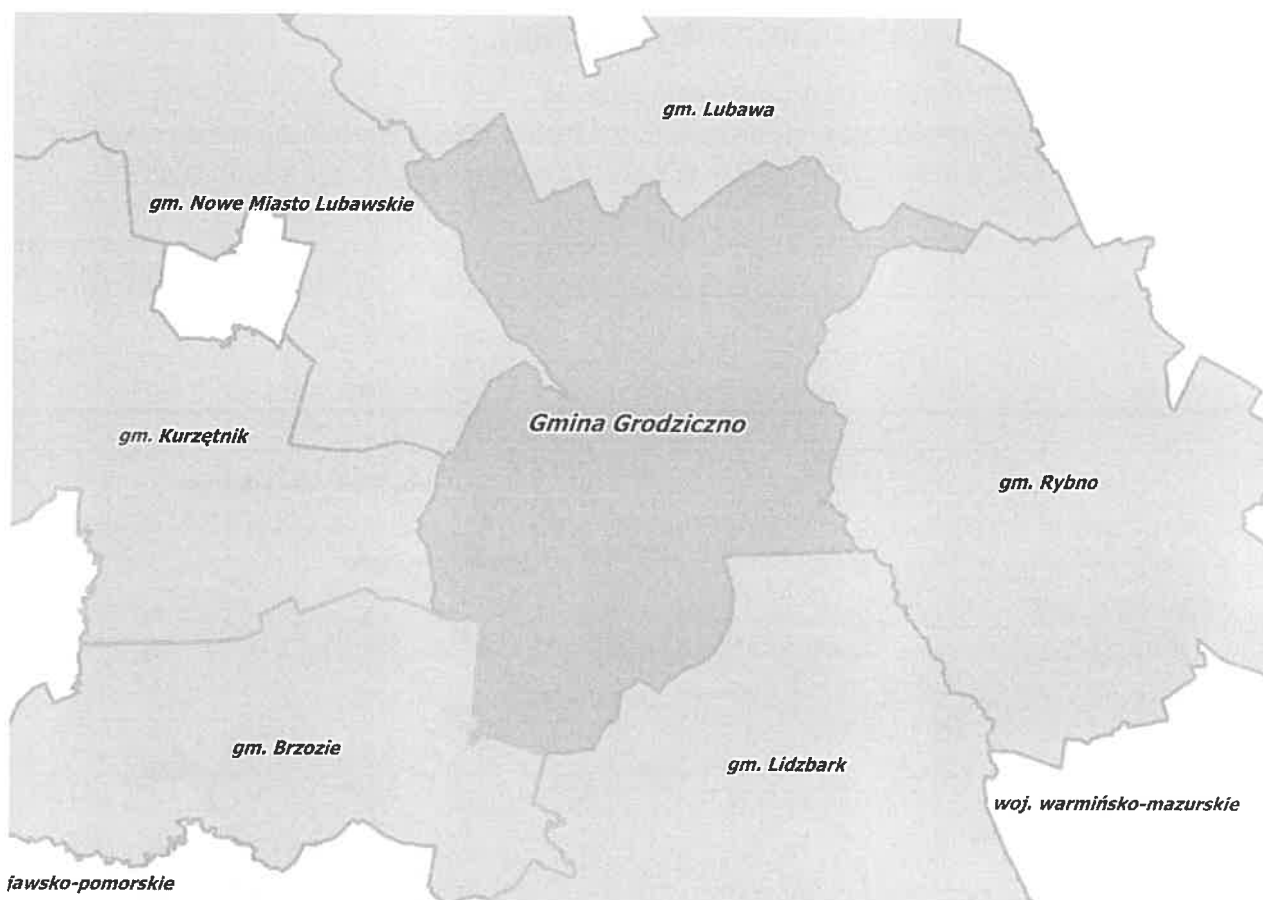 gm. Lubawa
gm. Nowe Miasto Lubawskie
Gmina Grodziczno
gm. Kurzętnik
gm. Rybno
gm. Brzozie
gm. Lidzbark
woj. warmińsko-mazurskie
jawsko-pomorskie